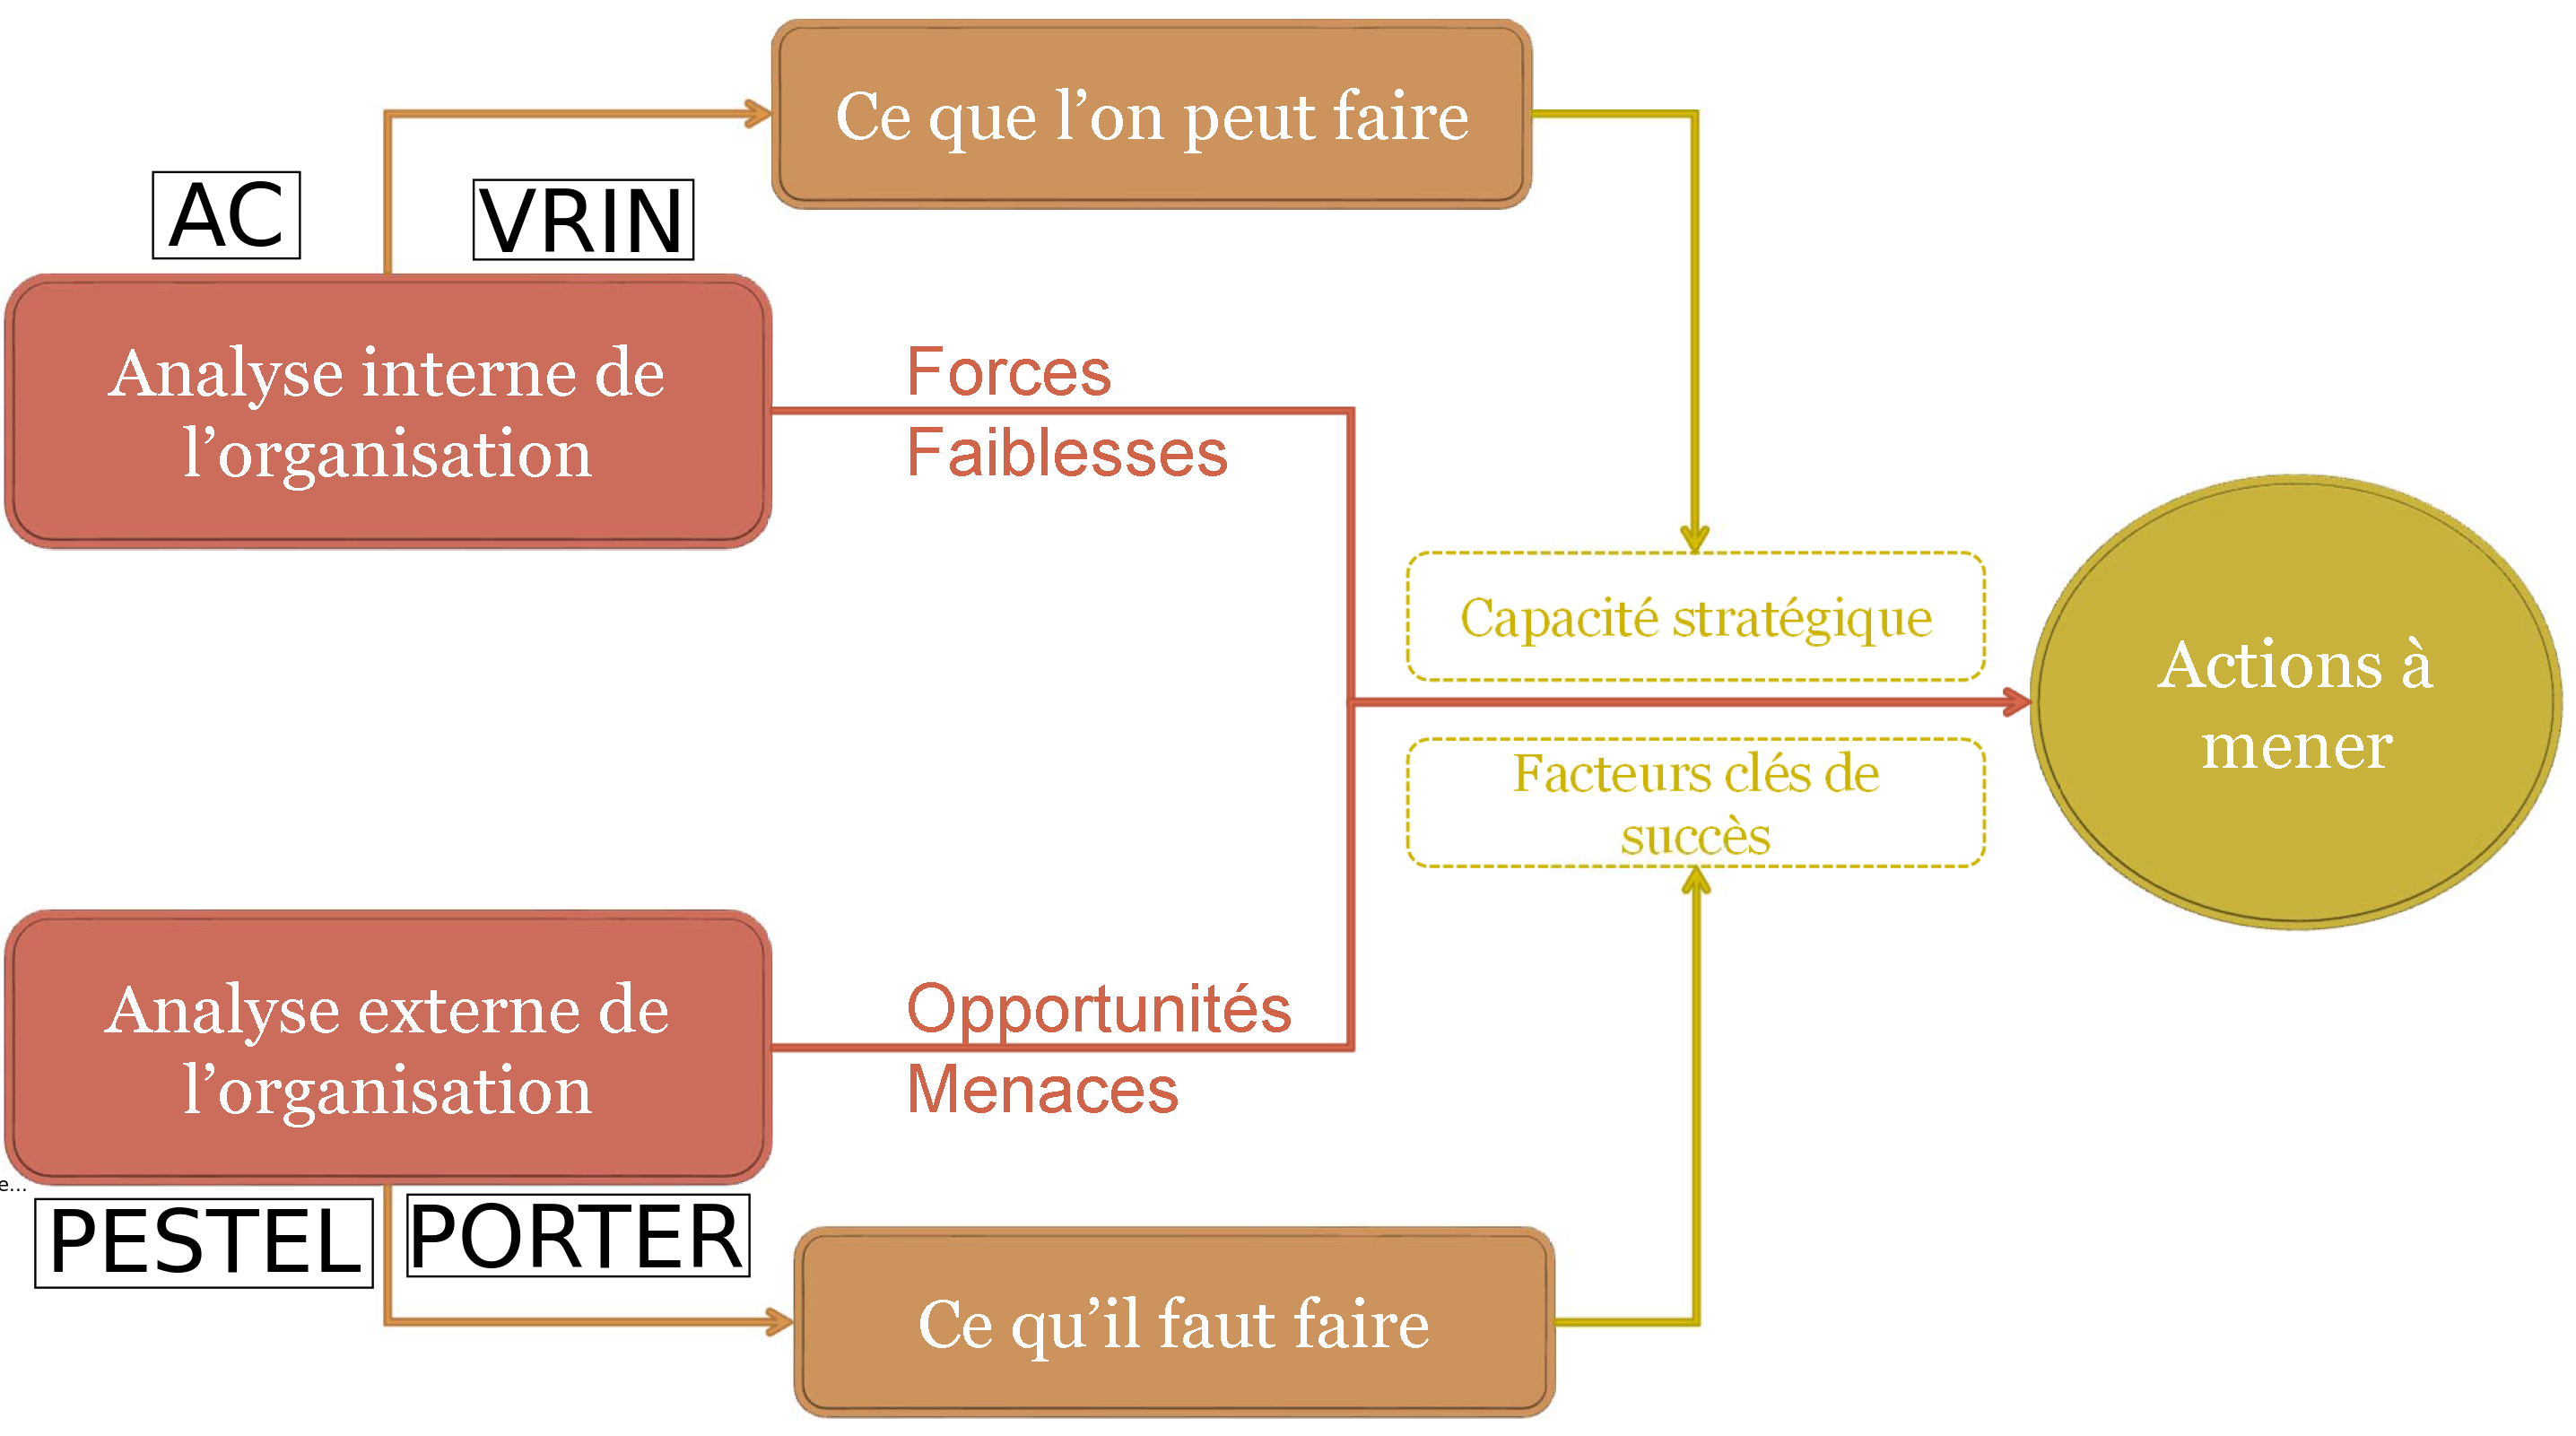 Ce que l’on peut faire
AC
VRIN
Analyse interne de
l’organisation
Forces
Faiblesses
Capacité stratégique
Actions à
mener
Facteurs clés de
succès
Analyse externe de
l’organisation
Opportunités
Menaces
e...
PESTEL
PORTER
Ce qu’il faut faire